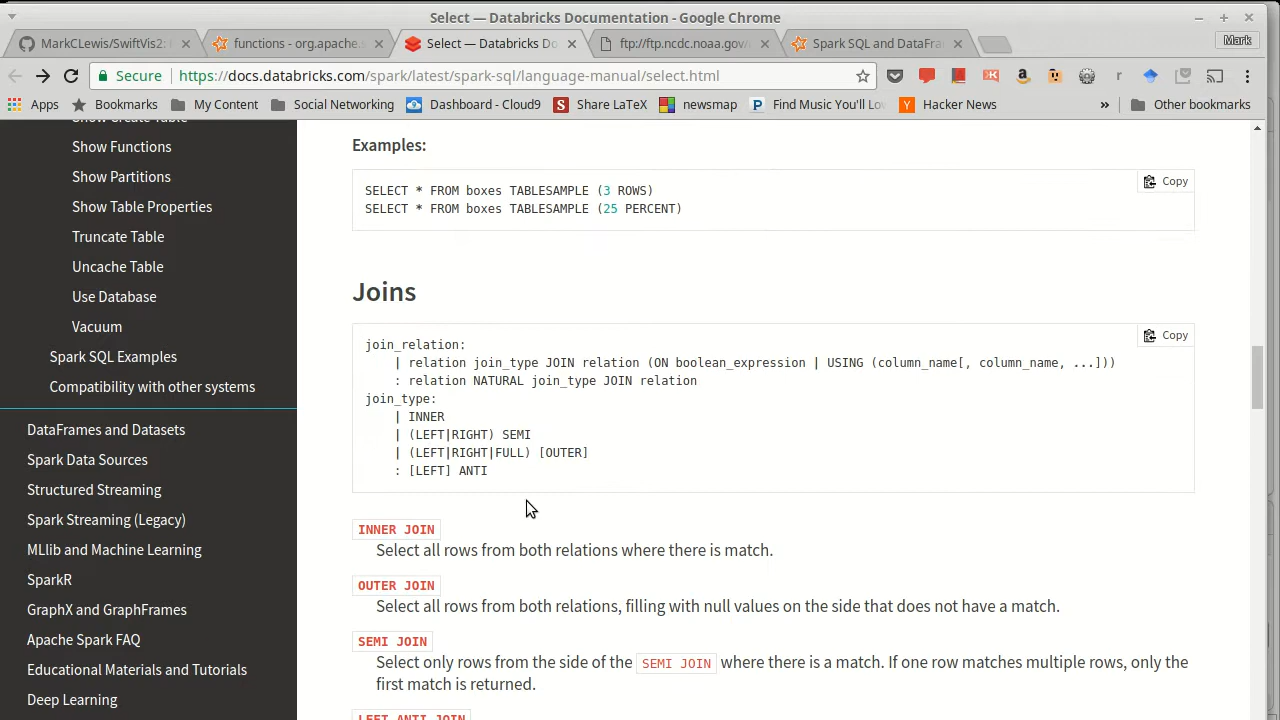 Select — Databricks Documentation - Google Chrome
MarkCLewis/SwiftVis2:
functions - org.apache.s
Select — Databricks Do
ftp://ftp.ncdc.noaa.gov/
Spark SQL and DataFra
Mark
Secure
https://docs.databricks.com/spark/latest/spark-sql/language-manual/select.html
Apps
Bookmarks
My Content
Social Networking
Dashboard - Cloud9
Share LaTeX
newsmap
Find Music You'll Lov
Hacker News
»
Other bookmarks
Show Create Table
Show Functions
Show Partitions
Show Table Properties
Truncate Table
Uncache Table
Use Database
Vacuum
Spark SQL Examples
Compatibility with other systems
DataFrames and Datasets
Spark Data Sources
Structured Streaming
Spark Streaming (Legacy)
MLlib and Machine Learning
SparkR
GraphX and GraphFrames
Apache Spark FAQ
Educational Materials and Tutorials
Deep Learning
Examples:
Copy
SELECT * FROM boxes TABLESAMPLE (3 ROWS)
SELECT * FROM boxes TABLESAMPLE (25 PERCENT)
Joins
Copy
join_relation:
| relation join_type JOIN relation (ON boolean_expression | USING (column_name[, column_name, ...]))
: relation NATURAL join_type JOIN relation
join_type:
| INNER
| (LEFT|RIGHT) SEMI
| (LEFT|RIGHT|FULL) [OUTER]
: [LEFT] ANTI
INNER JOIN
Select all rows from both relations where there is match.
OUTER JOIN
Select all rows from both relations, filling with null values on the side that does not have a match.
SEMI JOIN
Select only rows from the side of the SEMI JOIN where there is a match. If one row matches multiple rows, only the
first match is returned.
LEFT ANTI JOIN